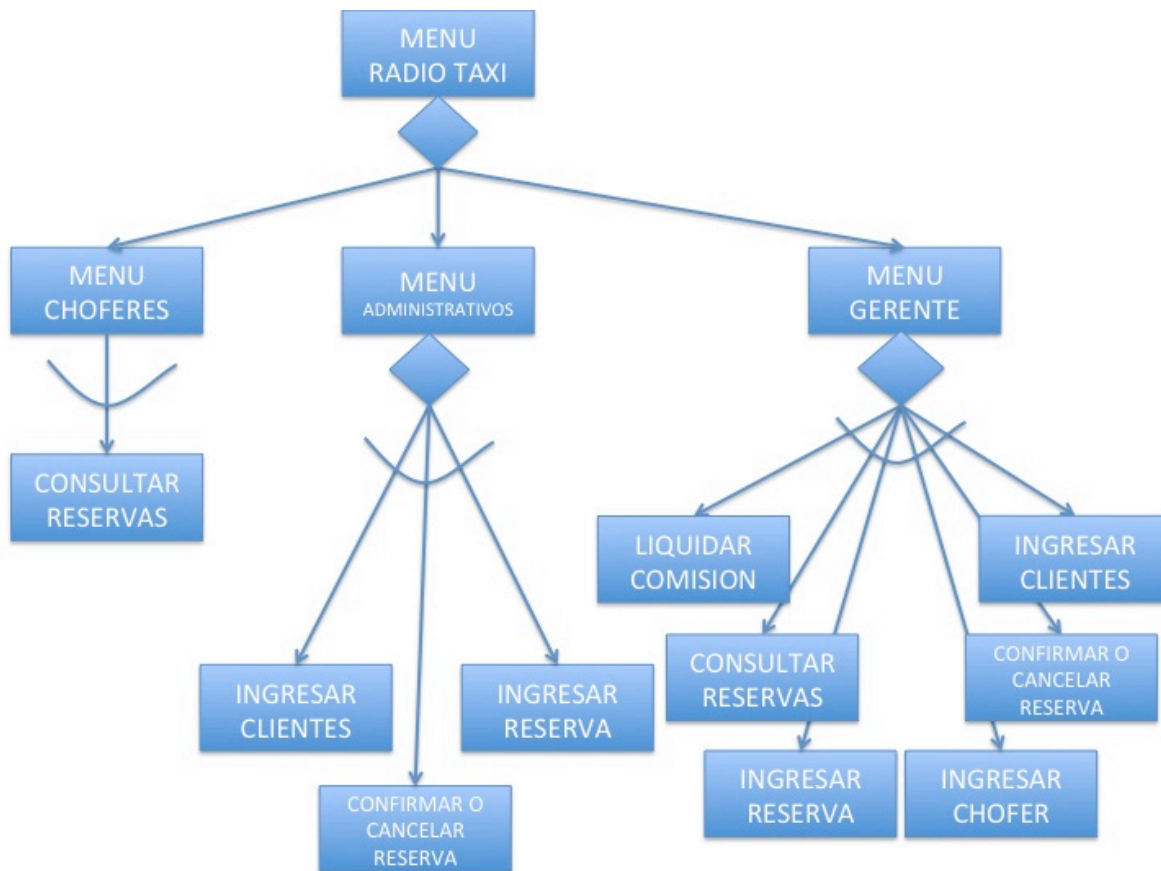 MENU
RADIO TAXI
MENU
CHOFERES
MENU
ADMINISTRATIVOS
MENU
GERENTE
CONSULTAR
RESERVAS
LIQUIDAR
COMISION
INGRESAR
CLIENTES
INGRESAR
CLIENTES
INGRESAR
RESERVA
CONSULTAR
RESERVAS
CONFIRMAR O
CANCELAR
RESERVA
INGRESAR
RESERVA
INGRESAR
CHOFER
CONFIRMAR O
CANCELAR
RESERVA